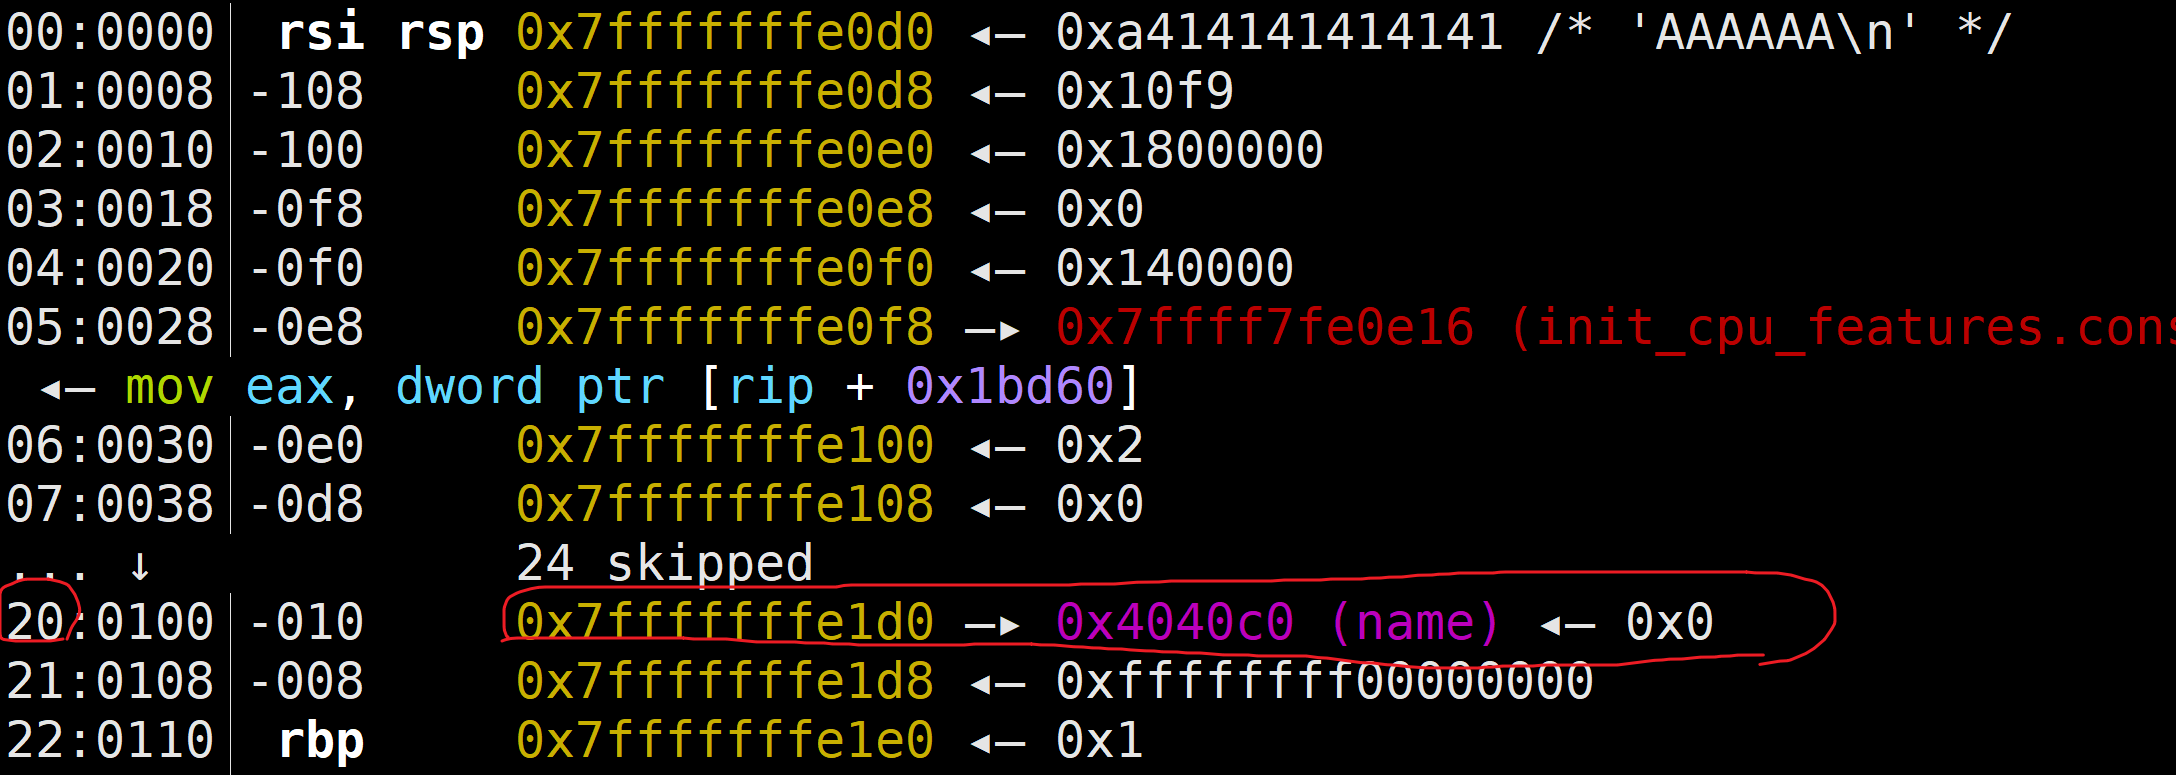 00:0000│ rsi rsp 0x7fffffffe0d0 ◂— 0xa414141414141 /* 'AAAAAA\n' */
01:0008│-108 0x7fffffffe0d8 ◂— 0x10f9
02:0010│-100 0x7fffffffe0e0 ◂— 0x1800000
03:0018│-0f8 0x7fffffffe0e8 ◂— 0x0
04:0020│-0f0 0x7fffffffe0f0 ◂— 0x140000
05:0028│-0e8 0x7fffffffe0f8 —▸ 0x7ffff7fe0e16 (init_cpu_features.cons
◂— mov eax, dword ptr [rip + 0x1bd60]
06:0030│-0e0 0x7fffffffe100 ◂— 0x2
07:0038│-0d8 0x7fffffffe108 ◂— 0x0
... ↓ 24 skipped
20:0100│-010 0x7fffffffe1d0 —▸ 0x4040c0 (name) ◂— 0x0
21:0108│-008 0x7fffffffe1d8 ◂— 0xffffffff00000000
22:0110│ rbp 0x7fffffffe1e0 ◂— 0x1